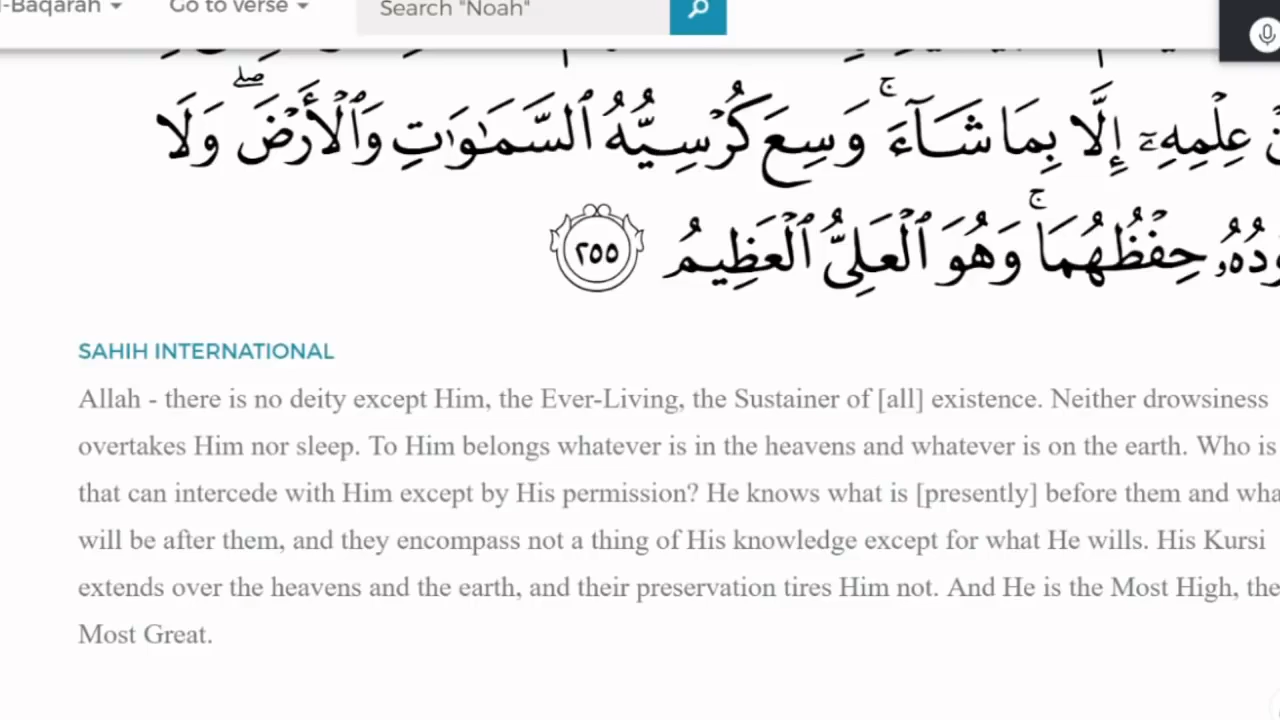 l-Baqarah Go to verse Search "Noah"
عِلْمِهِۦٓ إِلَّا بِمَا شَآءَ ۚ وَسِعَ كُرْسِيُّهُ ٱلسَّمَـٰوَٰتِ وَٱلْأَرْضَ ۖ وَلَا
حِفْظُهُمَا ۚ وَهُوَ ٱلْعَلِىُّ ٱلْعَظِيمُ ٢٥٥
SAHIH INTERNATIONAL
Allah - there is no deity except Him, the Ever-Living, the Sustainer of [all] existence. Neither drowsiness
overtakes Him nor sleep. To Him belongs whatever is in the heavens and whatever is on the earth. Who is
that can intercede with Him except by His permission? He knows what is [presently] before them and wha
will be after them, and they encompass not a thing of His knowledge except for what He wills. His Kursi
extends over the heavens and the earth, and their preservation tires Him not. And He is the Most High, the
Most Great.